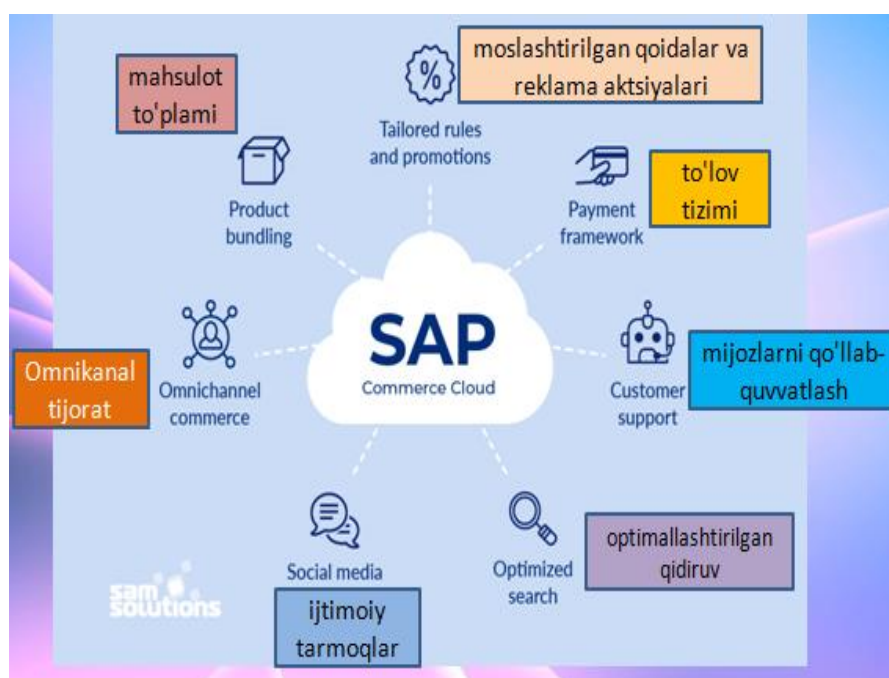 mahsulot
to'plami
moslashtirilgan qoidalar va
reklama aktsiyalari
Tailored rules
and promotions
Product
bundling
Payment
framework
to'lov
tizimi
SAP
Commerce Cloud
Omnikanal
tijorat
Omnichannel
commerce
Customer
support
mijozlarni qo'llab-
quvvatlash
Social media
ijtimoiy
tarmoqlar
Optimized
search
optimallashtirilgan
qidiruv
sam
solutions